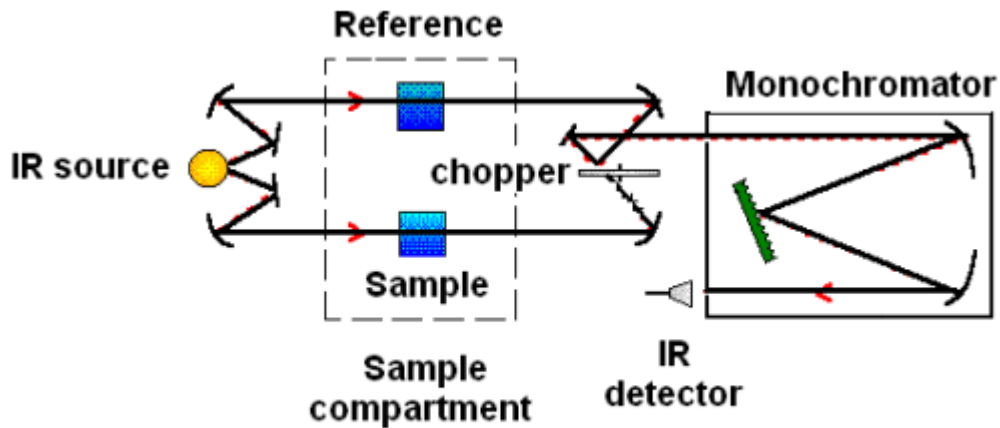 Reference
Monochromator
IR source
chopper
Sample
Sample
compartment
IR
detector